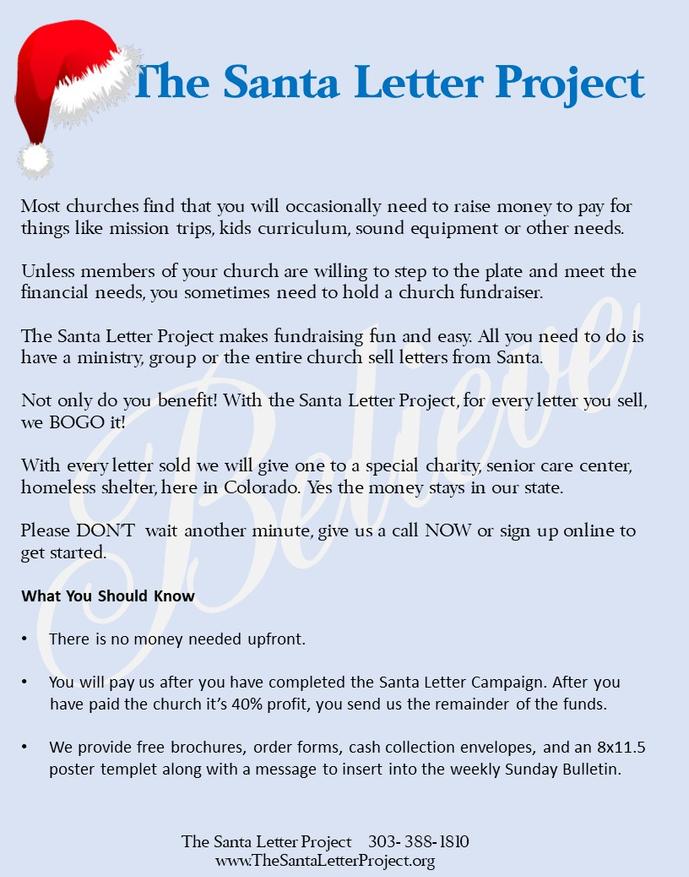 The Santa Letter Project
Most churches find that you will occasionally need to raise money to pay for
things like mission trips, kids curriculum, sound equipment or other needs.
Unless members of your church are willing to step to the plate and meet the
financial needs, you sometimes need to hold a church fundraiser.
The Santa Letter Project makes fundraising fun and easy. All you need to do is
have a ministry, group or the entire church sell letters from Santa.
Not only do you benefit! With the Santa Letter Project, for every letter you sell,
we BOGO it!
With every letter sold we will give one to a special charity, senior care center,
homeless shelter, here in Colorado. Yes the money stays in our state.
Please DON'T wait another minute, give us a call NOW or sign up online to
get started.
Believe
What You Should Know
• There is no money needed upfront.
• You will pay us after you have completed the Santa Letter Campaign. After you
have paid the church it's 40% profit, you send us the remainder of the funds.
• We provide free brochures, order forms, cash collection envelopes, and an 8x11.5
poster templet along with a message to insert into the weekly Sunday Bulletin.
The Santa Letter Project 303-388-1810
www.TheSantaLetterProject.org